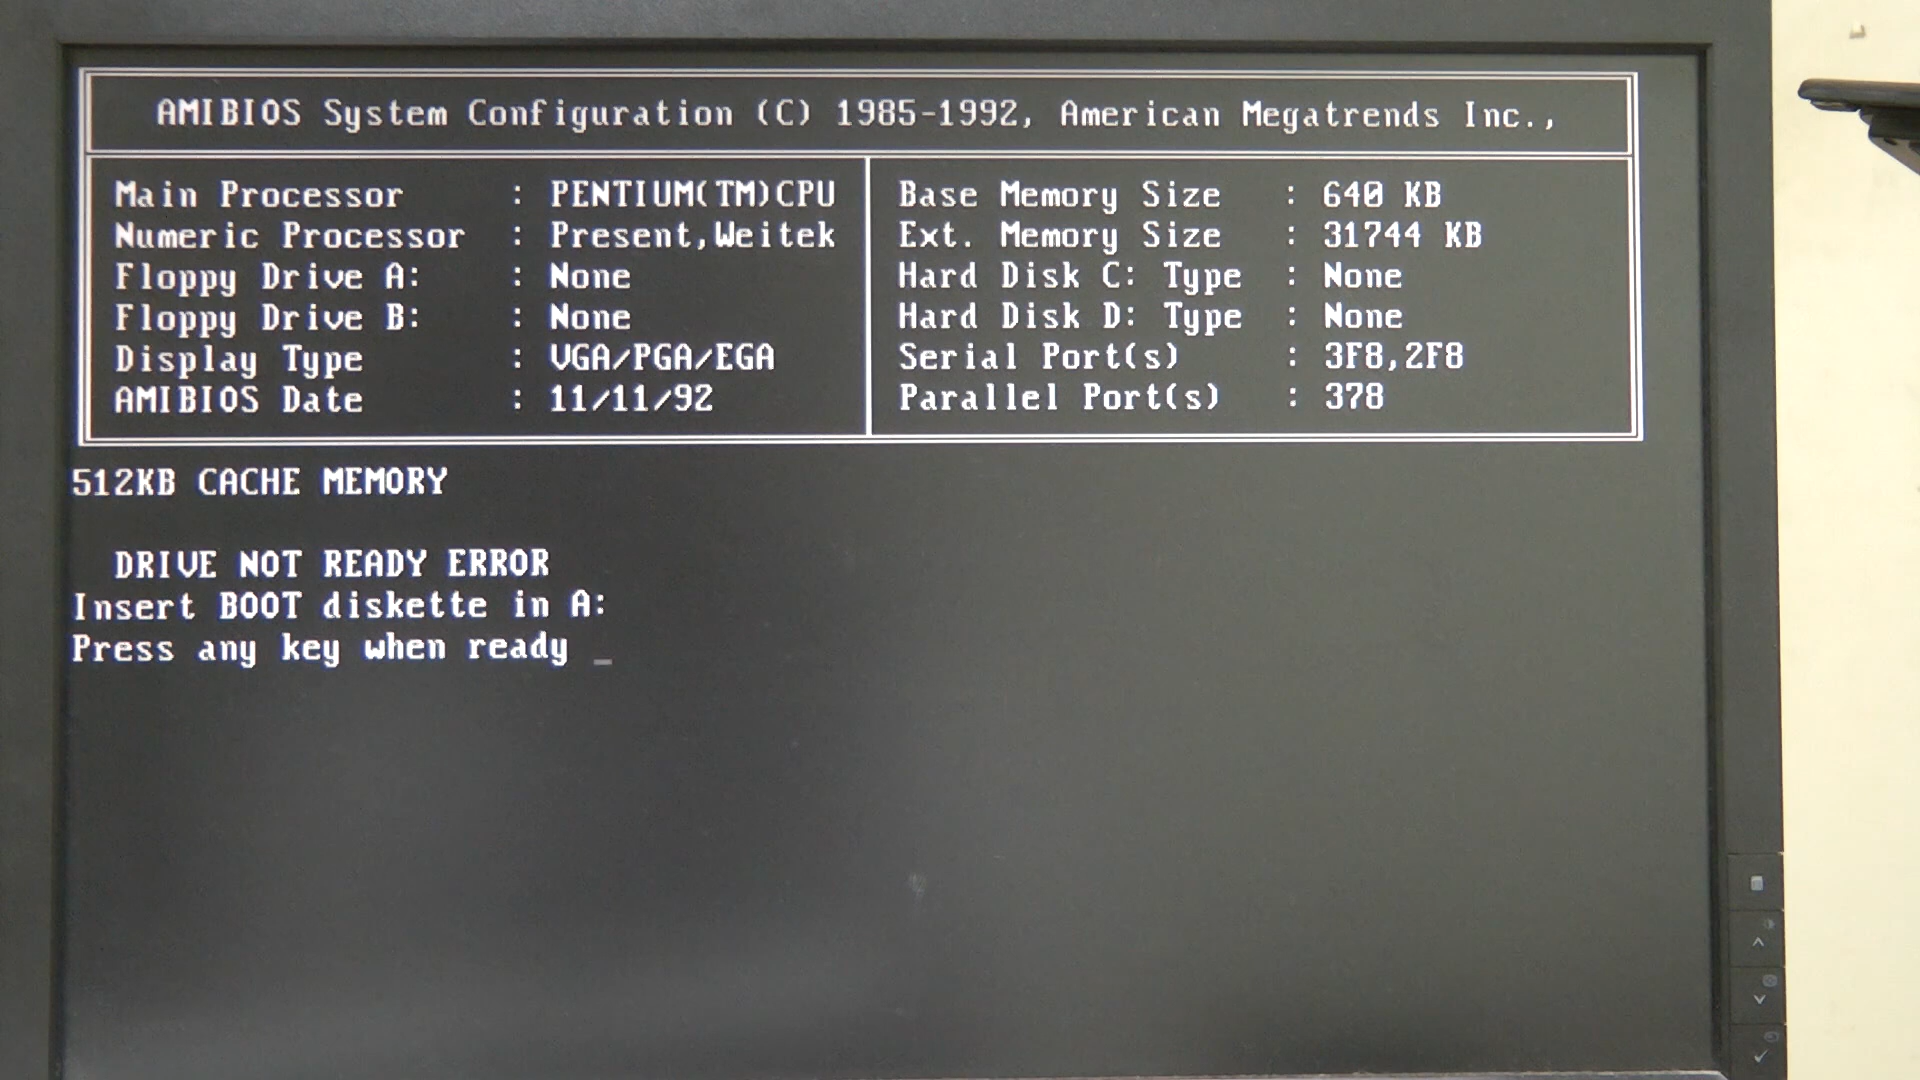 AMIBIOS System Configuration (C) 1985-1992, American Megatrends Inc.,
Main Processor : PENTIUM(TM)CPU
Numeric Processor : Present,Weitek
Floppy Drive A: : None
Floppy Drive B: : None
Display Type : VGA/PGA/EGA
AMIBIOS Date : 11/11/92
Base Memory Size : 640 KB
Ext. Memory Size : 31744 KB
Hard Disk C: Type : None
Hard Disk D: Type : None
Serial Port(s) : 3F8,2F8
Parallel Port(s) : 378
512KB CACHE MEMORY
DRIVE NOT READY ERROR
Insert BOOT diskette in A:
Press any key when ready _